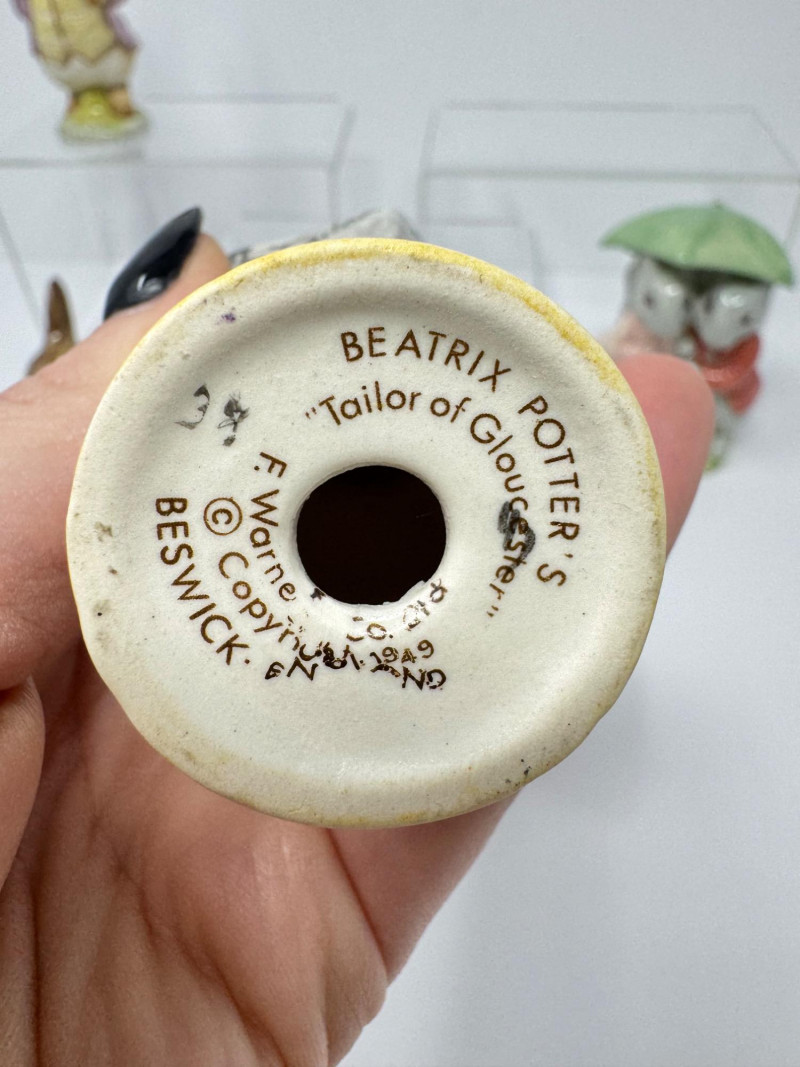 BEATRIX POTTER'S
"Tailor of Gloucester"
F. Warne & Co. Ltd
© Copyright 1949
BESWICK. ENGLAND